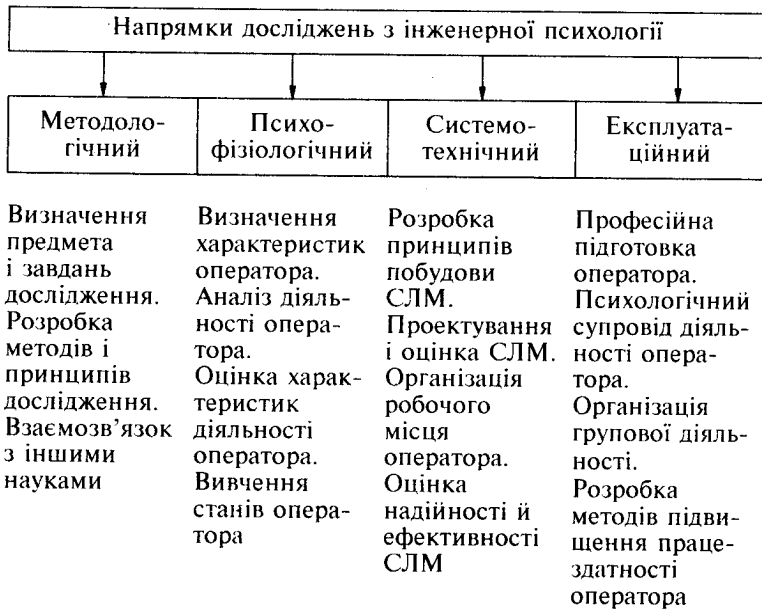 Напрямки досліджень з інженерної психології
Методоло-
гічний
Психо-
фізіологічний
Системо-
технічний
Експлуата-
ційний
Визначення
предмета
і завдань
дослідження.
Розробка
методів і
принципів
дослідження.
Взаємозв'язок
з іншими
науками
Визначення
характеристик
оператора.
Аналіз діяль-
ності опера-
тора.
Оцінка харак-
теристик
діяльності
оператора.
Вивчення
станів опера-
тора
Розробка
принципів
побудови
СЛМ.
Проектування
і оцінка СЛМ.
Організація
робочого
місця
оператора.
Оцінка
надійності й
ефективності
СЛМ
Професійна
підготовка
оператора.
Психологічний
супровід діяль-
ності опера-
тора.
Організація
групової діяль-
ності.
Розробка
методів підви-
щення праце-
здатності
оператора